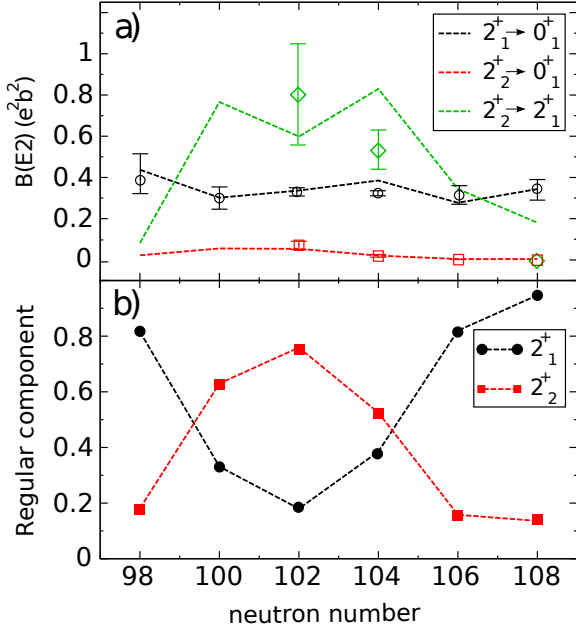 a)
B(E2) (e²b²)
1
0.8
0.6
0.4
0.2
0
2⁺₁→0⁺₁
2⁺₂→0⁺₁
2⁺₂→2⁺₁
b)
Regular component
0.8
0.6
0.4
0.2
0
2⁺₁
2⁺₂
98 100 102 104 106 108
neutron number